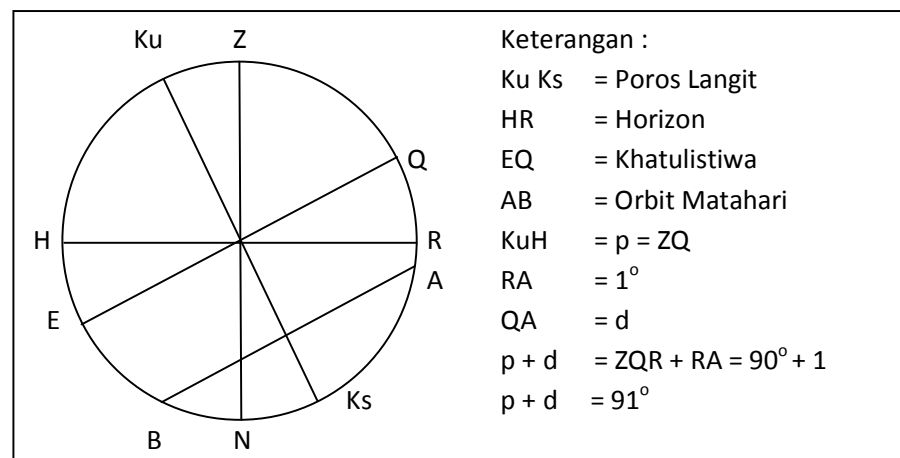 Ku Z
Q
H R
A
E
Ks
B N
Keterangan :
Ku Ks = Poros Langit
HR = Horizon
EQ = Khatulistiwa
AB = Orbit Matahari
KuH = p = ZQ
RA = 1°
QA = d
p + d = ZQR + RA = 90° + 1
p + d = 91°